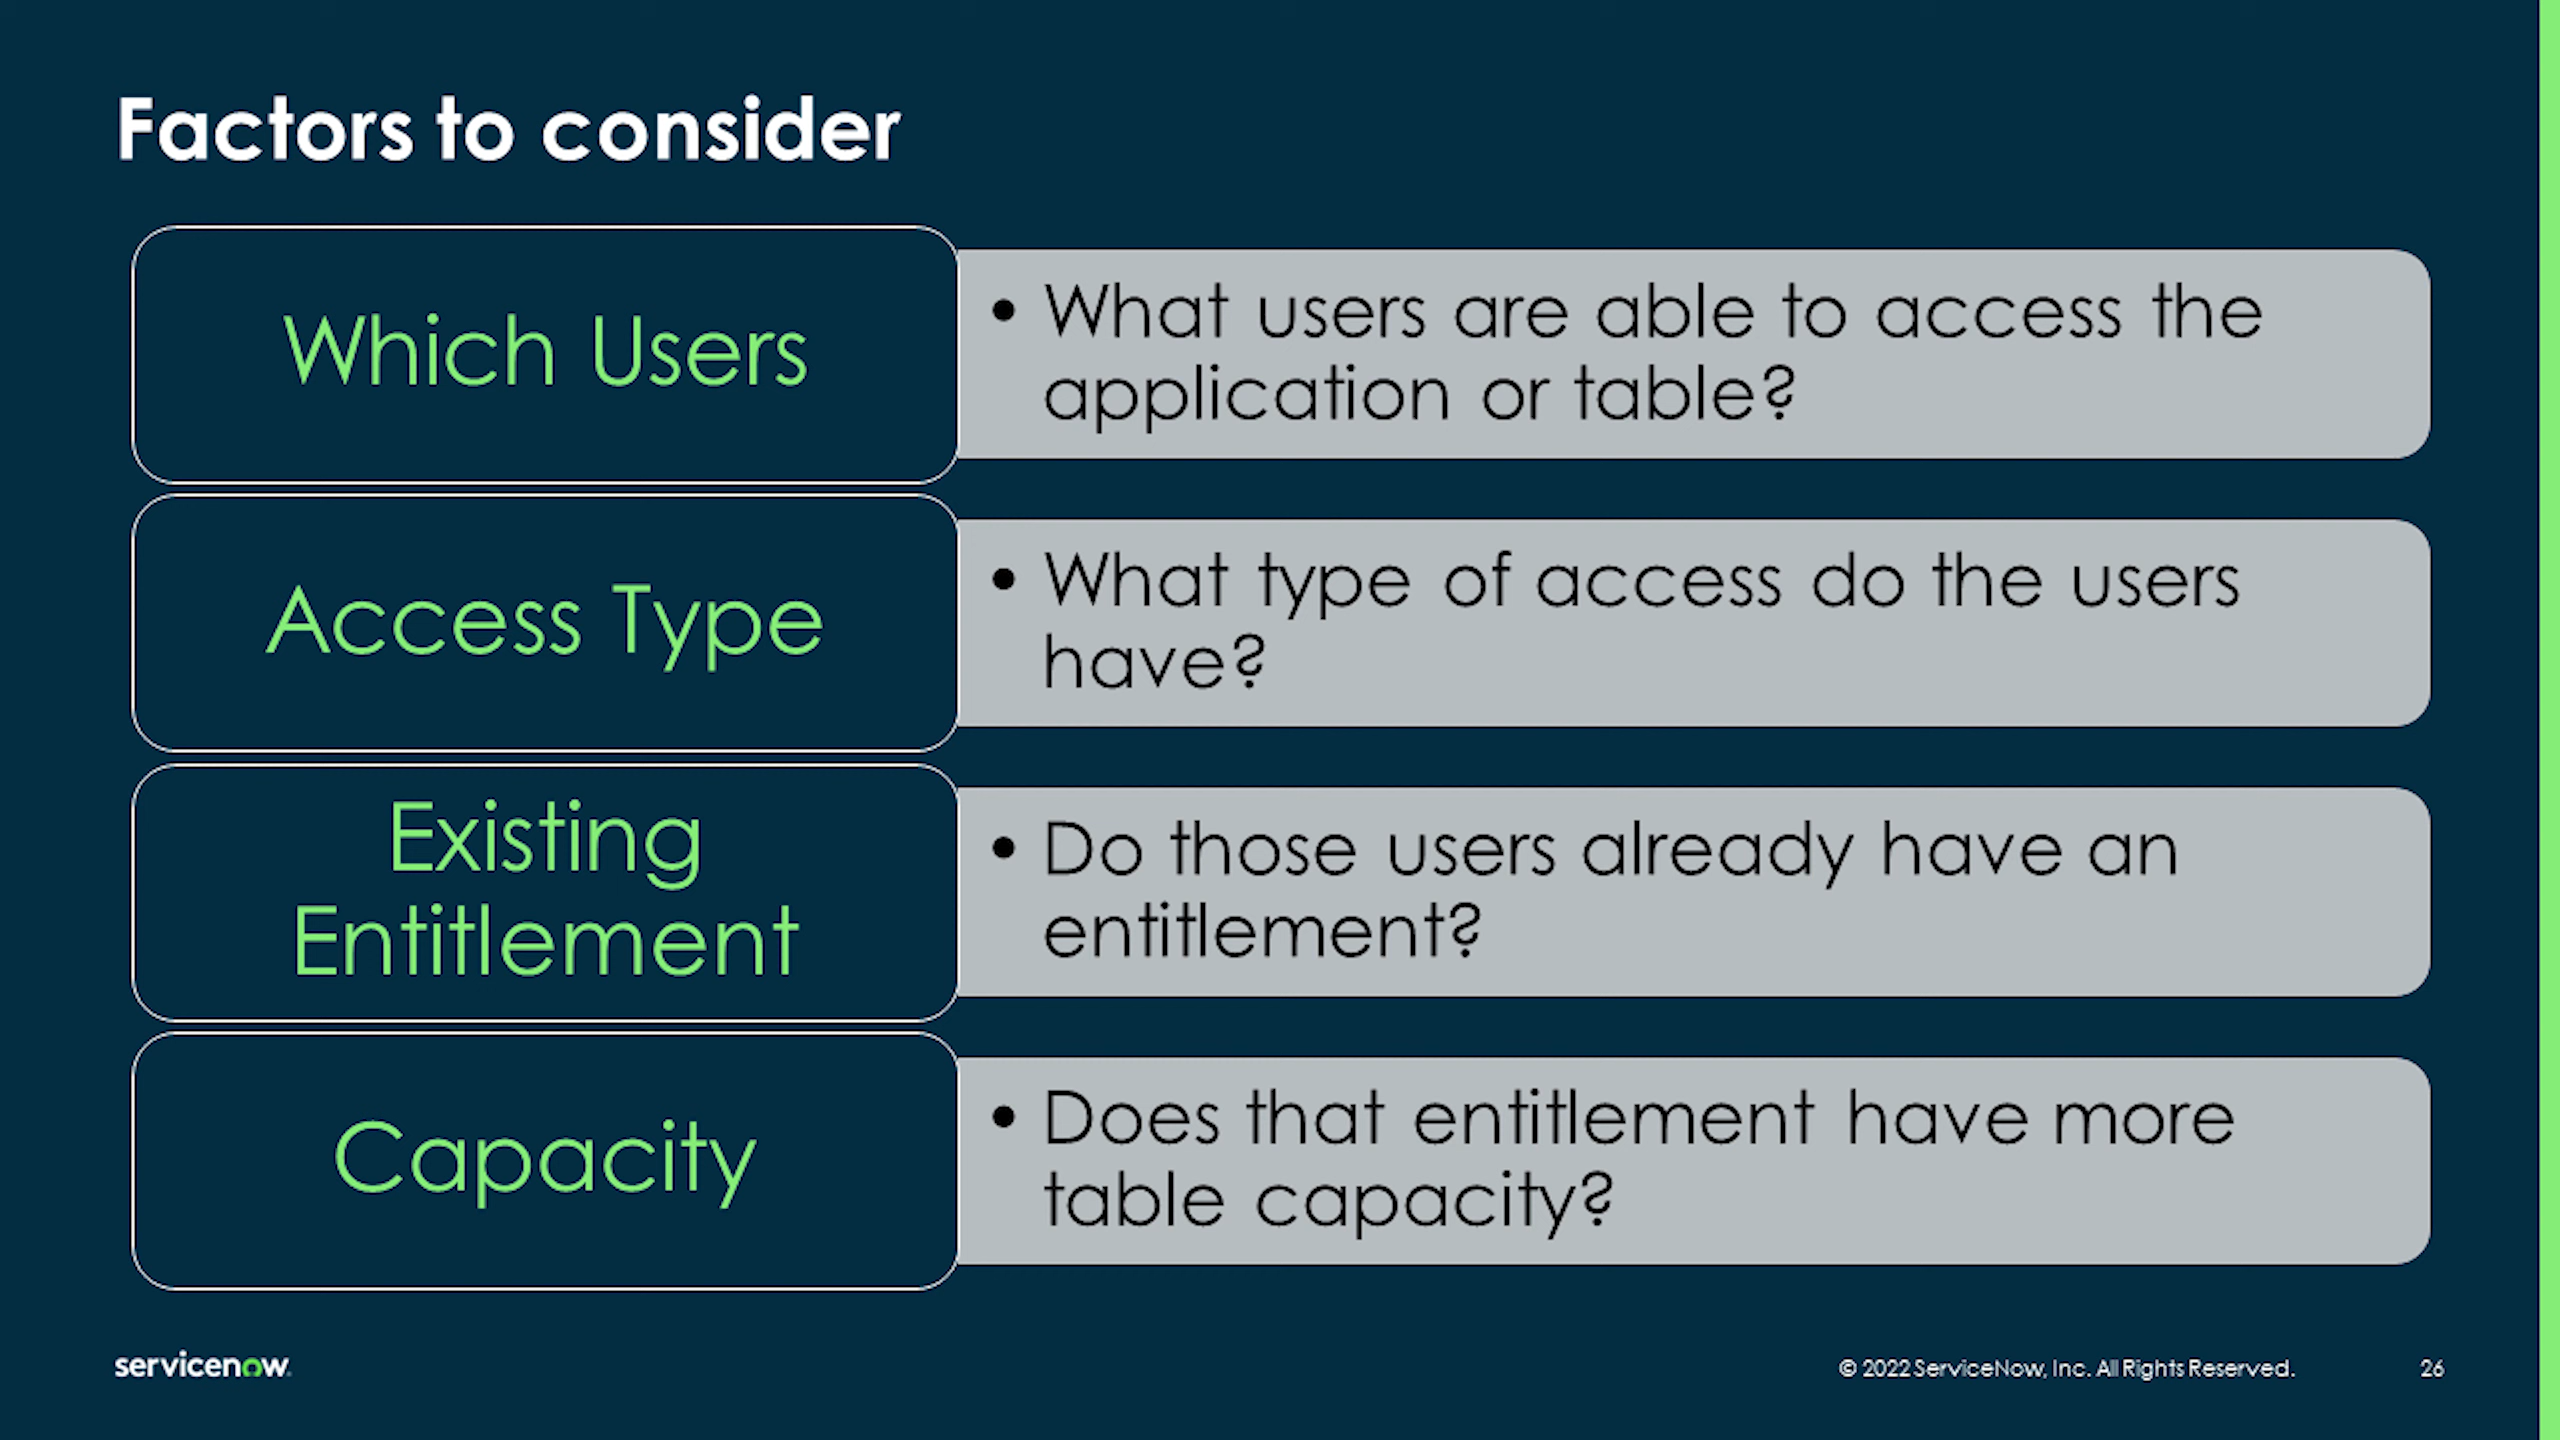 Factors to consider
Which Users
• What users are able to access the
application or table?
Access Type
• What type of access do the users
have?
Existing
Entitlement
• Do those users already have an
entitlement?
Capacity
• Does that entitlement have more
table capacity?
servicenow.
© 2022 ServiceNow, Inc. All Rights Reserved.
26